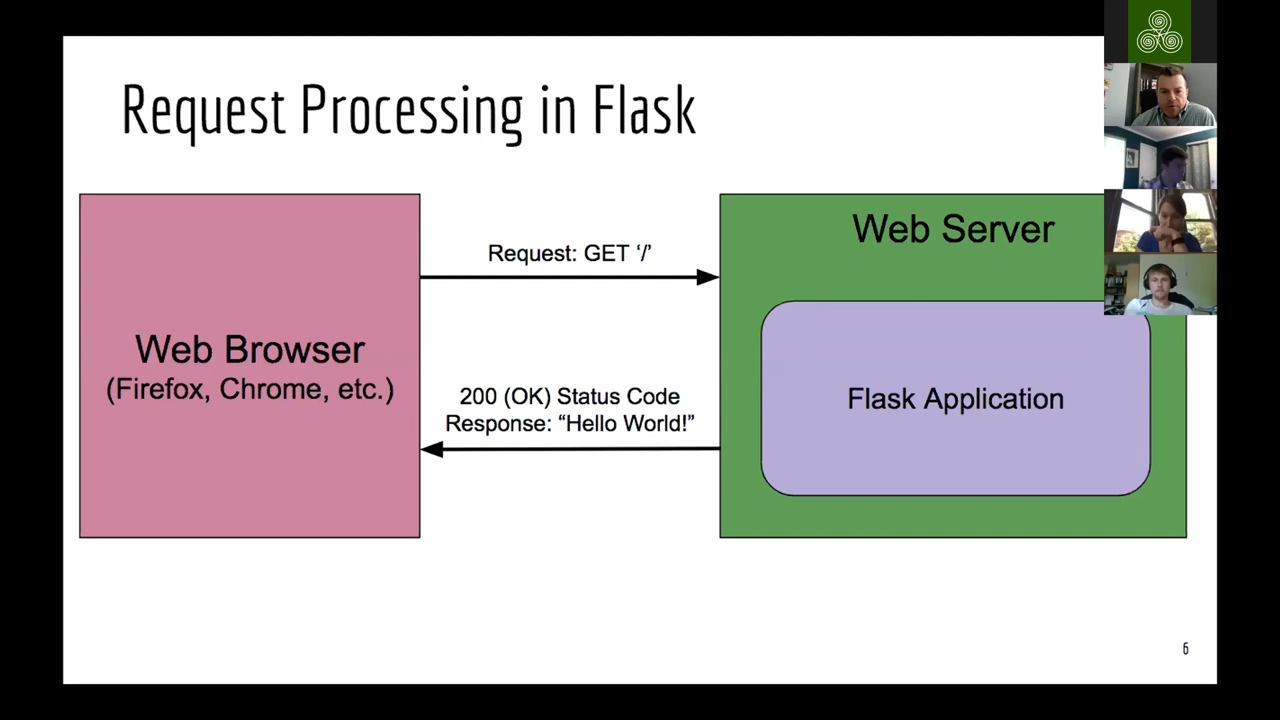 Request Processing in Flask
Web Browser
(Firefox, Chrome, etc.)
Request: GET ‘/’
200 (OK) Status Code
Response: “Hello World!”
Web Server
Flask Application
6